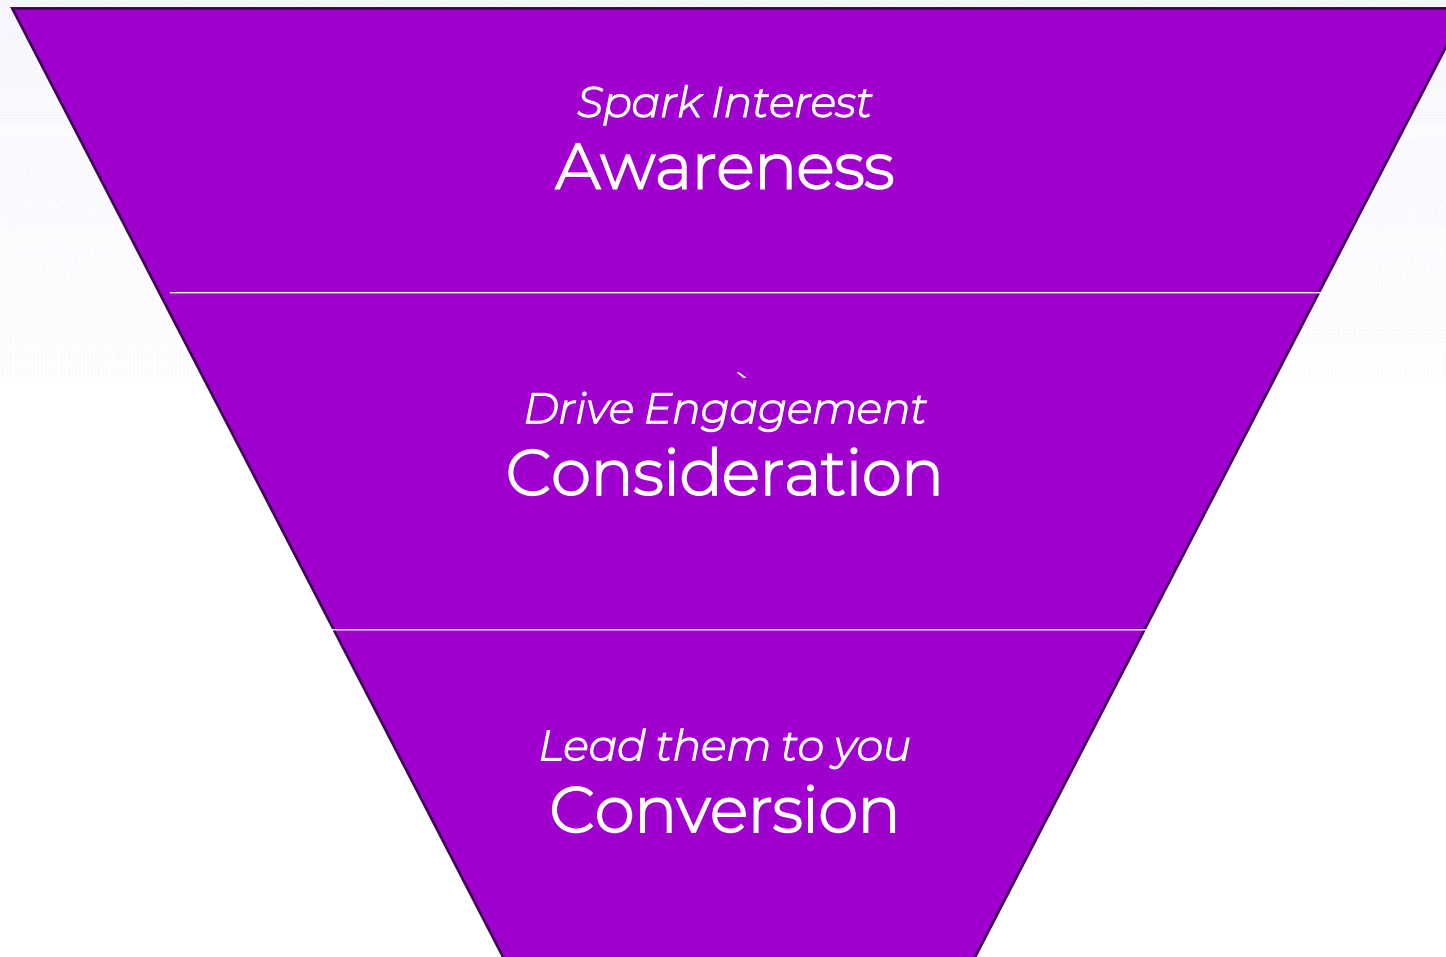 Spark Interest
Awareness
`
Drive Engagement
Consideration
Lead them to you
Conversion